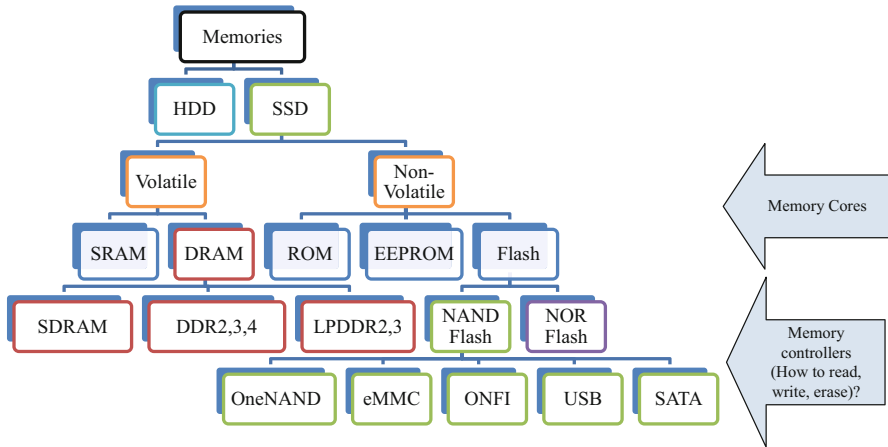 Memories
HDD
SSD
Volatile
Non-
Volatile
Memory Cores
SRAM
DRAM
ROM
EEPROM
Flash
SDRAM
DDR2,3,4
LPDDR2,3
NAND
Flash
NOR
Flash
Memory
controllers
(How to read,
write, erase)?
OneNAND
eMMC
ONFI
USB
SATA